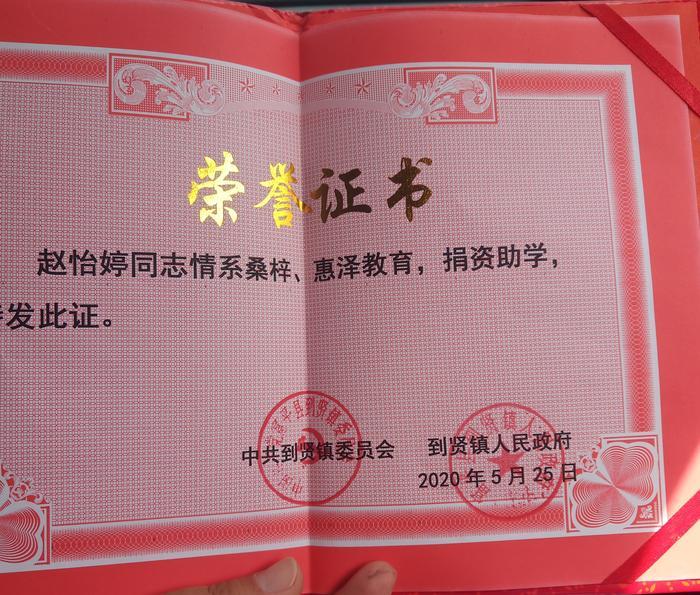 荣誉证书
赵怡婷同志情系桑梓、惠泽教育，捐资助学，
特发此证。
中共到贤镇委员会 到贤镇人民政府
2020年5月25日